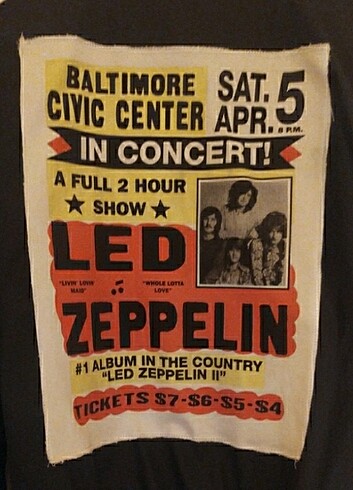 BALTIMORE
CIVIC CENTER
SAT. 5
APR. 8 P.M.
IN CONCERT!
A FULL 2 HOUR
SHOW
LED
"LIVIN' LOVIN' MAID"
"WHOLE LOTTA LOVE"
ZEPPELIN
#1 ALBUM IN THE COUNTRY
"LED ZEPPELIN II"
TICKETS $7-$6-$5-$4